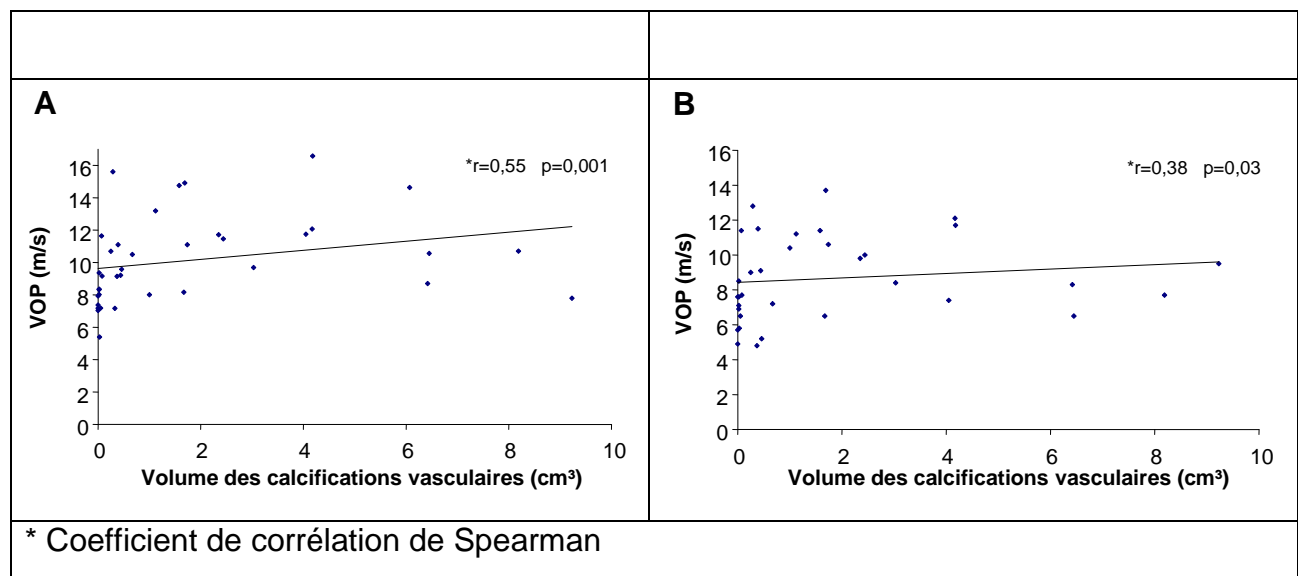 A
*r=0,55 p=0,001
VOP (m/s)
16
14
12
10
8
6
4
2
0
0 2 4 6 8 10
Volume des calcifications vasculaires (cm³)
B
*r=0,38 p=0,03
VOP (m/s)
16
14
12
10
8
6
4
2
0
0 2 4 6 8 10
Volume des calcifications vasculaires (cm³)
* Coefficient de corrélation de Spearman